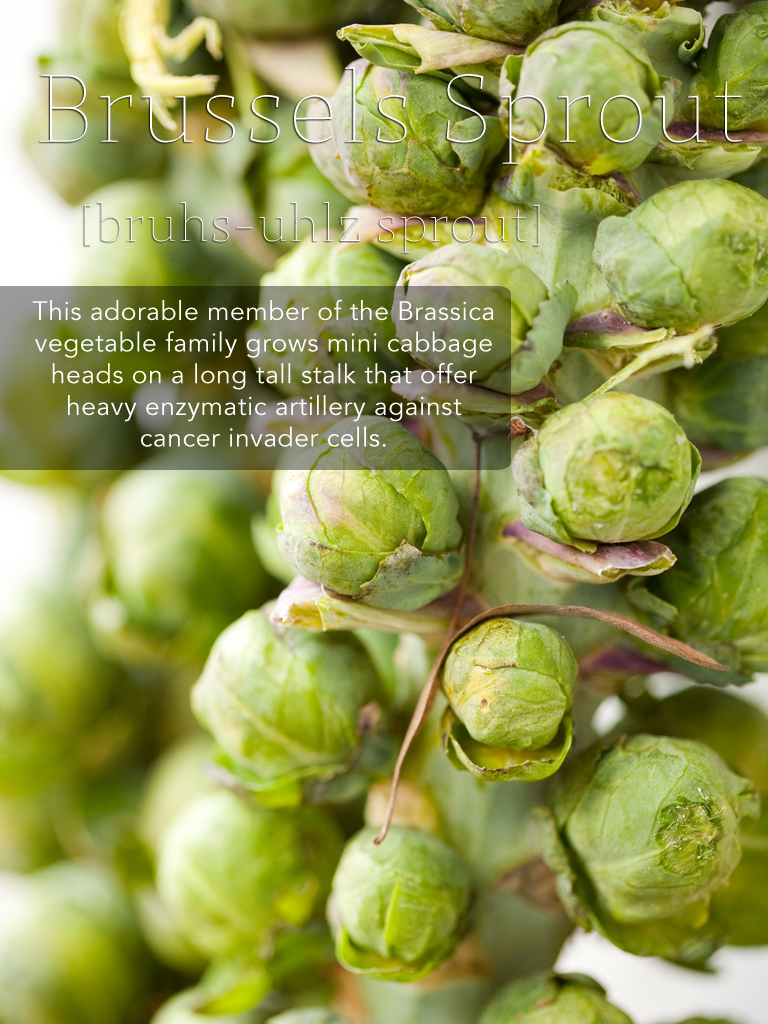 Brussels Sprout
[bruhs-uhlz sprout]
This adorable member of the Brassica
vegetable family grows mini cabbage
heads on a long tall stalk that offer
heavy enzymatic artillery against
cancer invader cells.